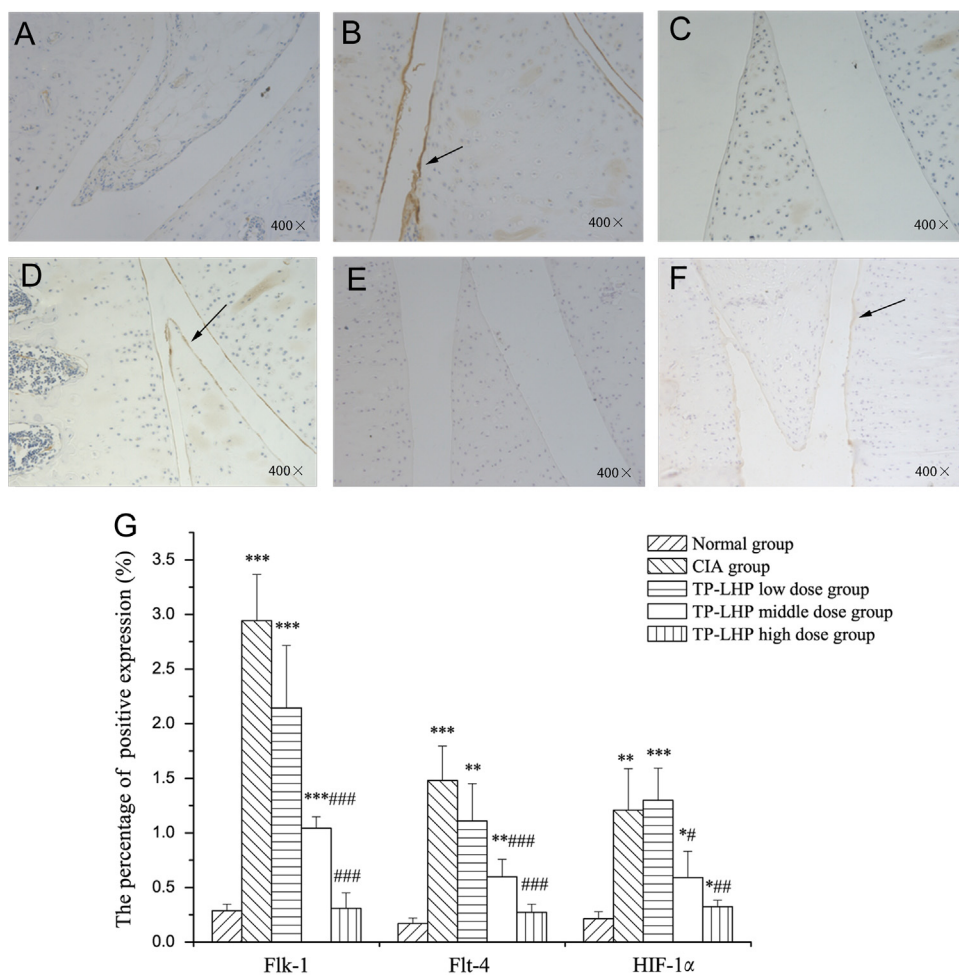 A
400×
B
400×
C
400×
D
400×
E
400×
F
400×
G
The percentage of positive expression (%)
3.5
3.0
2.5
2.0
1.5
1.0
0.5
0.0
Normal group
CIA group
TP-LHP low dose group
TP-LHP middle dose group
TP-LHP high dose group
***
***
***###
###
***
**
**###
###
**
***
*#
*##
Flk-1
Flt-4
HIF-1α